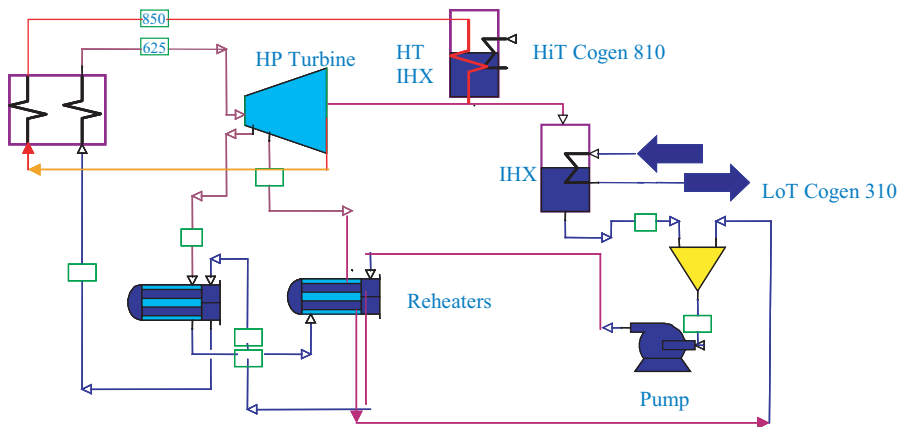 850
625
HP Turbine
HT
IHX
HiT Cogen 810
IHX
LoT Cogen 310
Reheaters
Pump